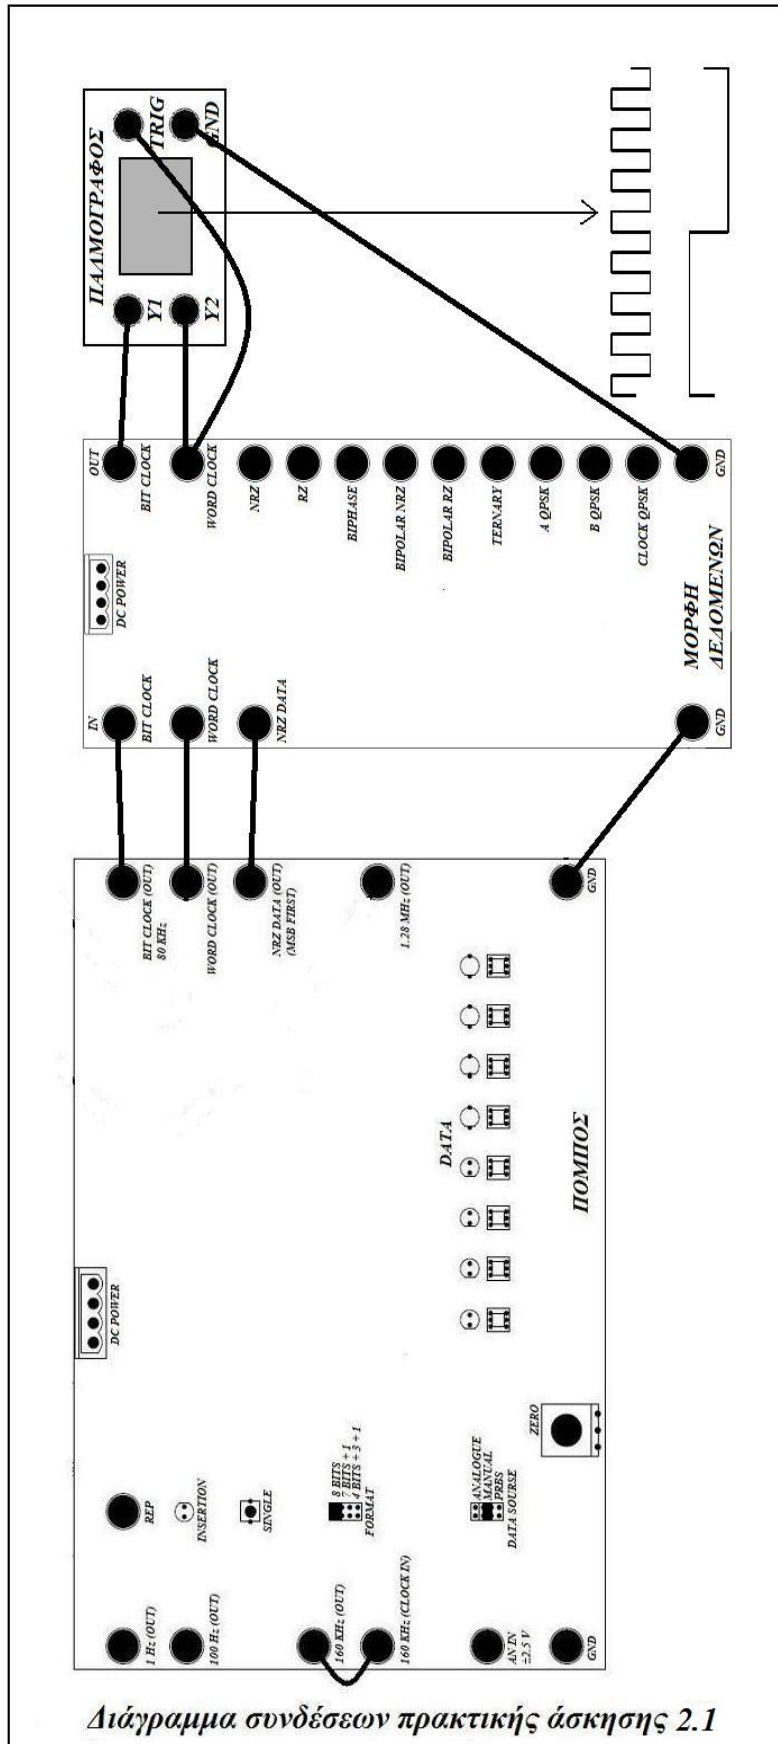 ΠΑΛΜΟΓΡΑΦΟΣ
TRIG
GND
Y1
Y2
OUT
BIT CLOCK
WORD CLOCK
NRZ
RZ
BIPHASE
BIPOLAR NRZ
BIPOLAR RZ
TERNARY
A QPSK
B QPSK
CLOCK QPSK
GND
DC POWER
ΜΟΡΦΗ
ΔΕΔΟΜΕΝΩΝ
IN
BIT CLOCK
WORD CLOCK
NRZ DATA
GND
BIT CLOCK (OUT)
80 KHz
WORD CLOCK (OUT)
NRZ DATA (OUT)
(MSB FIRST)
1.28 MHz (OUT)
GND
DATA
ΠΟΜΠΟΣ
DC POWER
ZERO
REP
INSERTION
SINGLE
8 BITS
7 BITS + 1
4 BITS + 3 + 1
FORMAT
ANALOGUE
MANUAL
PRBS
DATA SOURSE
1 Hz (OUT)
100 Hz (OUT)
160 KHz (OUT)
160 KHz (CLOCK IN)
AN IN
±2.5 V
GND
Διάγραμμα συνδέσεων πρακτικής άσκησης 2.1